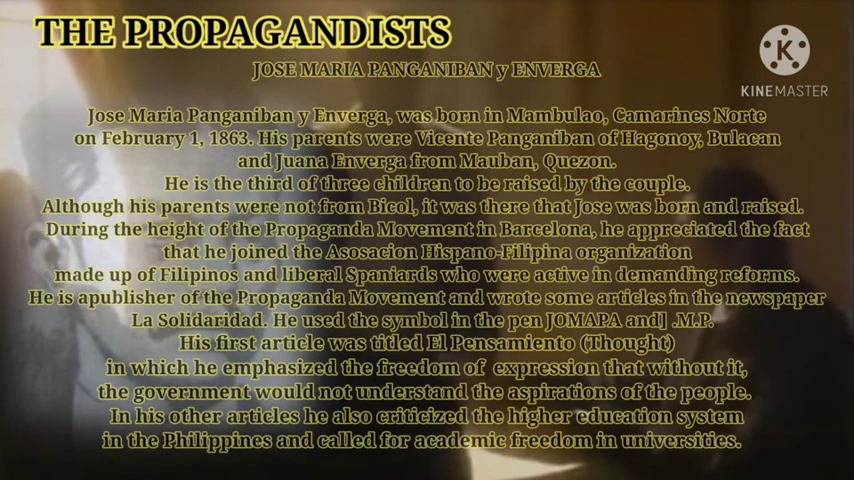 THE PROPAGANDISTS
JOSE MARIA PANGANIBAN y ENVERGA
KINEMASTER
Jose Maria Panganiban y Enverga, was born in Mambulao, Camarines Norte
on February 1, 1863. His parents were Vicente Panganiban of Hagonoy, Bulacan
and Juana Enverga from Mauban, Quezon.
He is the third of three children to be raised by the couple.
Although his parents were not from Bicol, it was there that Jose was born and raised.
During the height of the Propaganda Movement in Barcelona, he appreciated the fact
that he joined the Asosacion Hispano-Filipina organization
made up of Filipinos and liberal Spaniards who were active in demanding reforms.
He is apublisher of the Propaganda Movement and wrote some articles in the newspaper
La Solidaridad. He used the symbol in the pen JOMAPA and] .M.P.
His first article was titled El Pensamiento (Thought)
in which he emphasized the freedom of expression that without it,
the government would not understand the aspirations of the people.
In his other articles he also criticized the higher education system
in the Philippines and called for academic freedom in universities.